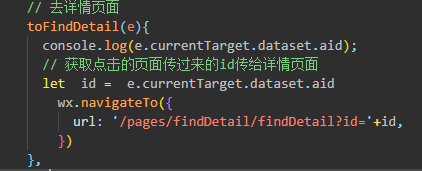 // 去详情页面
toFindDetail(e){
console.log(e.currentTarget.dataset.aid);
// 获取点击的页面传过来的id传给详情页面
let  id =  e.currentTarget.dataset.aid
wx.navigateTo({
url: '/pages/findDetail/findDetail?id='+id,
})
},